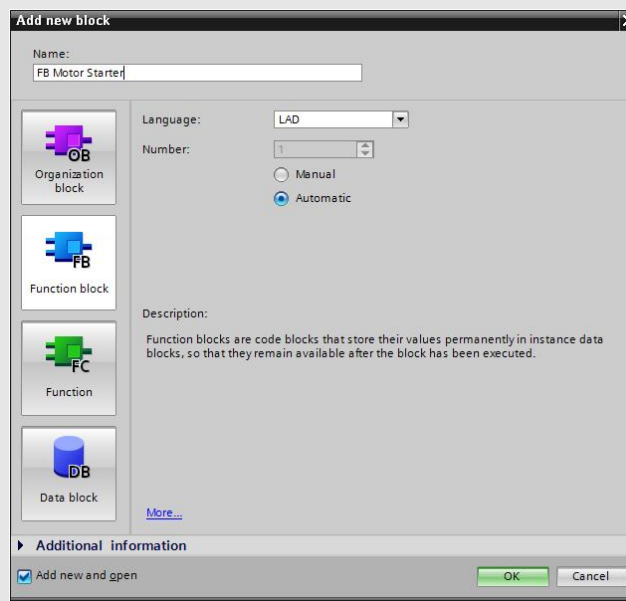 Add new block
Name:
FB Motor Starter
OB
Organization
block
FB
Function block
FC
Function
DB
Data block
Language:
LAD
Number:
1
Manual
Automatic
Description:
Function blocks are code blocks that store their values permanently in instance data
blocks, so that they remain available after the block has been executed.
More...
Additional information
Add new and open
OK
Cancel